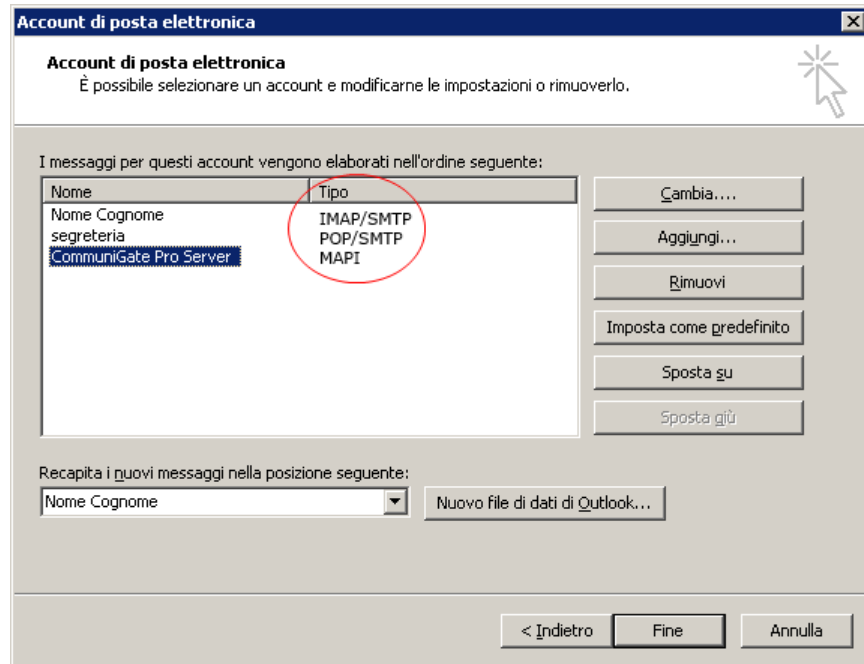 Account di posta elettronica
Account di posta elettronica
È possibile selezionare un account e modificarne le impostazioni o rimuoverlo.
I messaggi per questi account vengono elaborati nell'ordine seguente:
Nome Tipo
Nome Cognome IMAP/SMTP
segreteria POP/SMTP
CommuniGate Pro Server MAPI
Cambia....
Aggiungi...
Rimuovi
Imposta come predefinito
Sposta su
Sposta giù
Recapita i nuovi messaggi nella posizione seguente:
Nome Cognome
Nuovo file di dati di Outlook...
< Indietro
Fine
Annulla